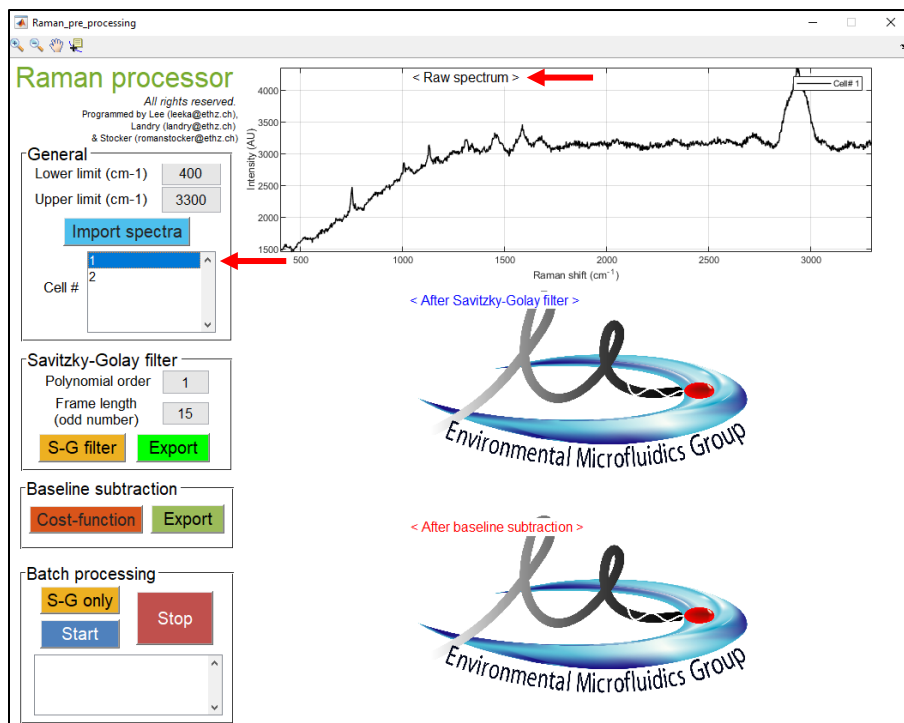 Raman_pre_processing
Raman processor
All rights reserved.
Programmed by Lee (leeka@ethz.ch),
Landry (landry@ethz.ch)
& Stocker (romanstocker@ethz.ch)
General
Lower limit (cm-1) 400
Upper limit (cm-1) 3300
Import spectra
Cell #
1
2
Savitzky-Golay filter
Polynomial order 1
Frame length
(odd number) 15
S-G filter Export
Baseline subtraction
Cost-function Export
Batch processing
S-G only
Start
Stop
< Raw spectrum >
Cell# 1
Intensity (AU)
4000
3500
3000
2500
2000
1500
500 1000 1500 2000 2500 3000
Raman shift (cm-1)
< After Savitzky-Golay filter >
Environmental Microfluidics Group
< After baseline subtraction >
Environmental Microfluidics Group